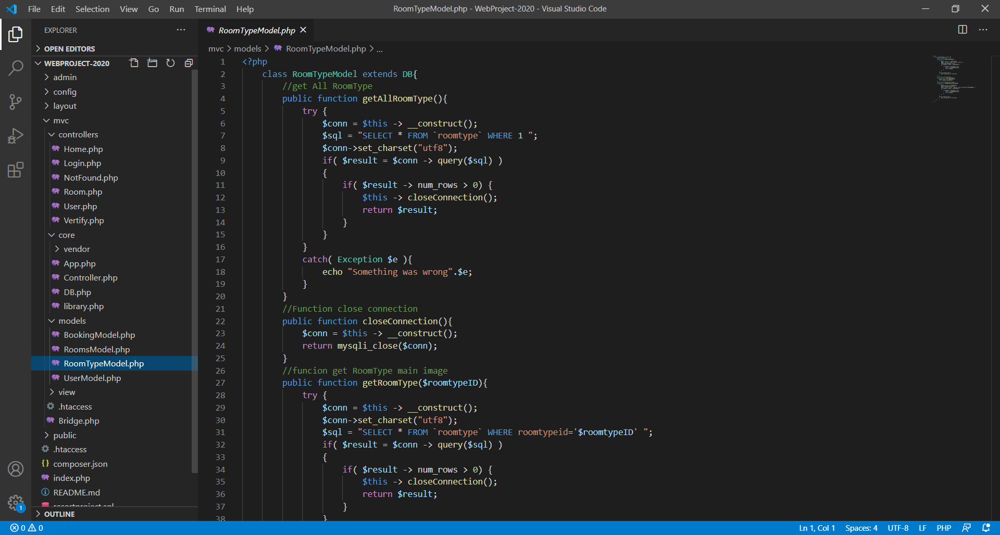 File Edit Selection View Go Run Terminal Help
RoomTypeModel.php - WebProject-2020 - Visual Studio Code
EXPLORER
OPEN EDITORS
WEBPROJECT-2020
admin
config
layout
mvc
controllers
Home.php
Login.php
NotFound.php
Room.php
User.php
Vertify.php
core
vendor
App.php
Controller.php
DB.php
library.php
models
BookingModel.php
RoomsModel.php
RoomTypeModel.php
UserModel.php
view
.htaccess
Bridge.php
public
.htaccess
composer.json
index.php
README.md
resortproject.sql
OUTLINE
1
RoomTypeModel.php
mvc > models > RoomTypeModel.php > ...
1 <?php
2 class RoomTypeModel extends DB{
3 //get All RoomType
4 public function getAllRoomType(){
5 try {
6 $conn = $this -> __construct();
7 $sql = "SELECT * FROM `roomtype` WHERE 1 ";
8 $conn->set_charset("utf8");
9 if( $result = $conn -> query($sql) )
10 {
11 if( $result -> num_rows > 0) {
12 $this -> closeConnection();
13 return $result;
14 }
15 }
16 }
17 catch( Exception $e ){
18 echo "Something was wrong".$e;
19 }
20 }
21 //Function close connection
22 public function closeConnection(){
23 $conn = $this -> __construct();
24 return mysqli_close($conn);
25 }
26 //funcion get RoomType main image
27 public function getRoomType($roomtypeID){
28 try {
29 $conn = $this -> __construct();
30 $conn->set_charset("utf8");
31 $sql = "SELECT * FROM `roomtype` WHERE roomtypeid='$roomtypeID' ";
32 if( $result = $conn -> query($sql) )
33 {
34 if( $result -> num_rows > 0) {
35 $this -> closeConnection();
36 return $result;
37 }
38 }
0 0
Ln 1, Col 1 Spaces: 4 UTF-8 LF PHP